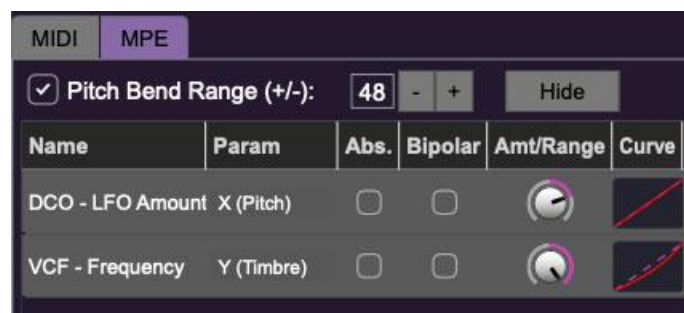 MIDI MPE
Pitch Bend Range (+/-): 48 - + Hide
Name Param Abs. Bipolar Amt/Range Curve
DCO - LFO Amount X (Pitch)
VCF - Frequency Y (Timbre)